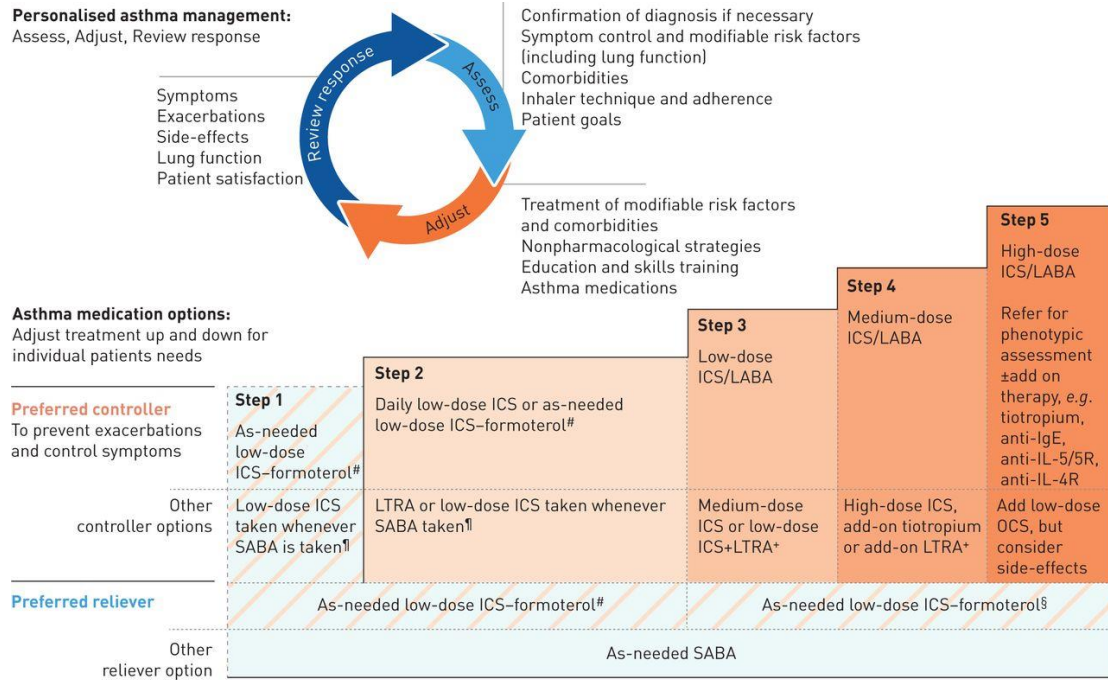 Personalised asthma management:
Assess, Adjust, Review response
Confirmation of diagnosis if necessary
Symptom control and modifiable risk factors
(including lung function)
Comorbidities
Inhaler technique and adherence
Patient goals
Review response
Assess
Adjust
Symptoms
Exacerbations
Side-effects
Lung function
Patient satisfaction
Treatment of modifiable risk factors
and comorbidities
Nonpharmacological strategies
Education and skills training
Asthma medications
Asthma medication options:
Adjust treatment up and down for
individual patients needs
Preferred controller
To prevent exacerbations
and control symptoms
Step 1
As-needed
low-dose
ICS–formoterol#
Step 2
Daily low-dose ICS or as-needed
low-dose ICS–formoterol#
Step 3
Low-dose
ICS/LABA
Step 4
Medium-dose
ICS/LABA
Step 5
High-dose
ICS/LABA
Refer for
phenotypic
assessment
±add on
therapy, e.g.
tiotropium,
anti-IgE,
anti-IL-5/5R,
anti-IL-4R
Other
controller options
Low-dose ICS
taken whenever
SABA is taken¶
LTRA or low-dose ICS taken whenever
SABA taken¶
Medium-dose
ICS or low-dose
ICS+LTRA+
High-dose ICS,
add-on tiotropium
or add-on LTRA+
Add low-dose
OCS, but
consider
side-effects
Preferred reliever
As-needed low-dose ICS–formoterol#
As-needed low-dose ICS–formoterol§
Other
reliever option
As-needed SABA